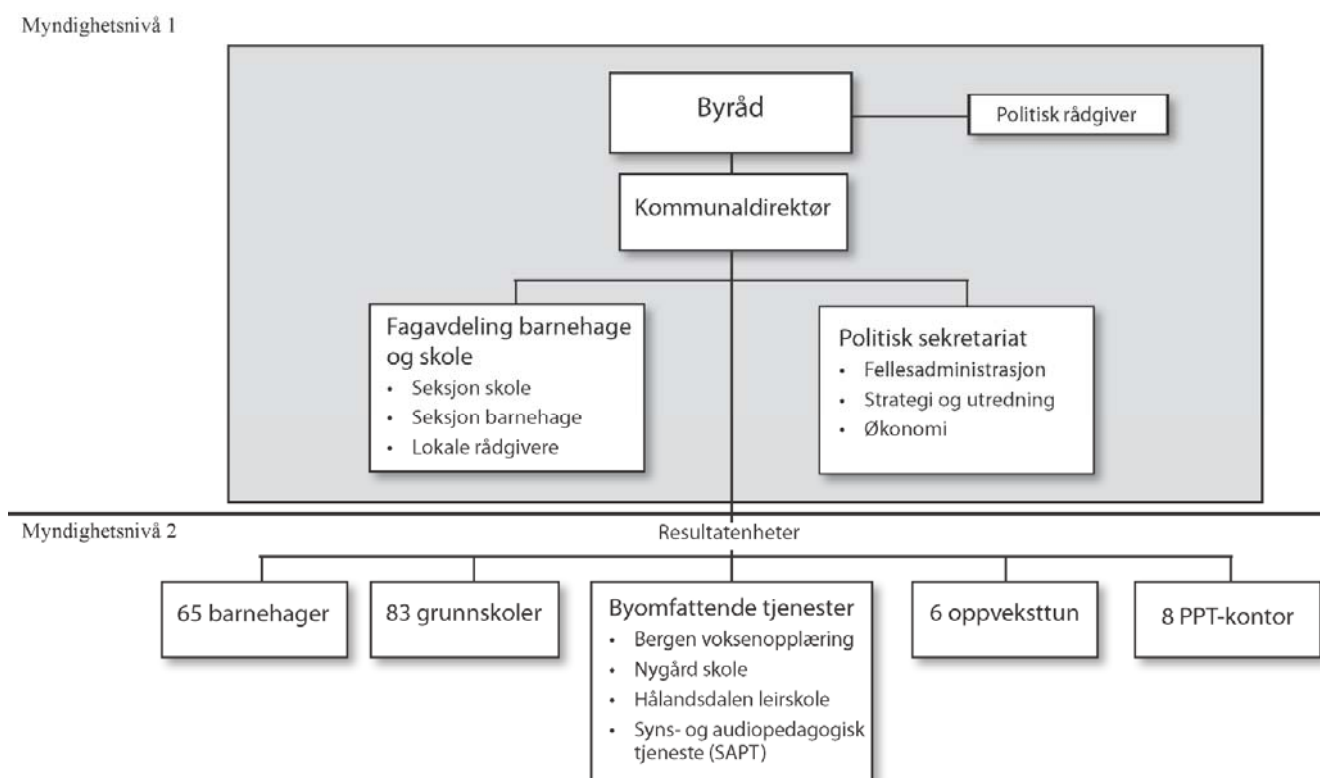 Myndighetsnivå 1
Byråd
Politisk rådgiver
Kommunaldirektør
Fagavdeling barnehage
og skole
• Seksjon skole
• Seksjon barnehage
• Lokale rådgivere
Politisk sekretariat
• Fellesadministrasjon
• Strategi og utredning
• Økonomi
Myndighetsnivå 2
Resultatenheter
65 barnehager
83 grunnskoler
Byomfattende tjenester
• Bergen voksenopplæring
• Nygård skole
• Hålandsdalen leirskole
• Syns- og audiopedagogisk
tjeneste (SAPT)
6 oppveksttun
8 PPT-kontor